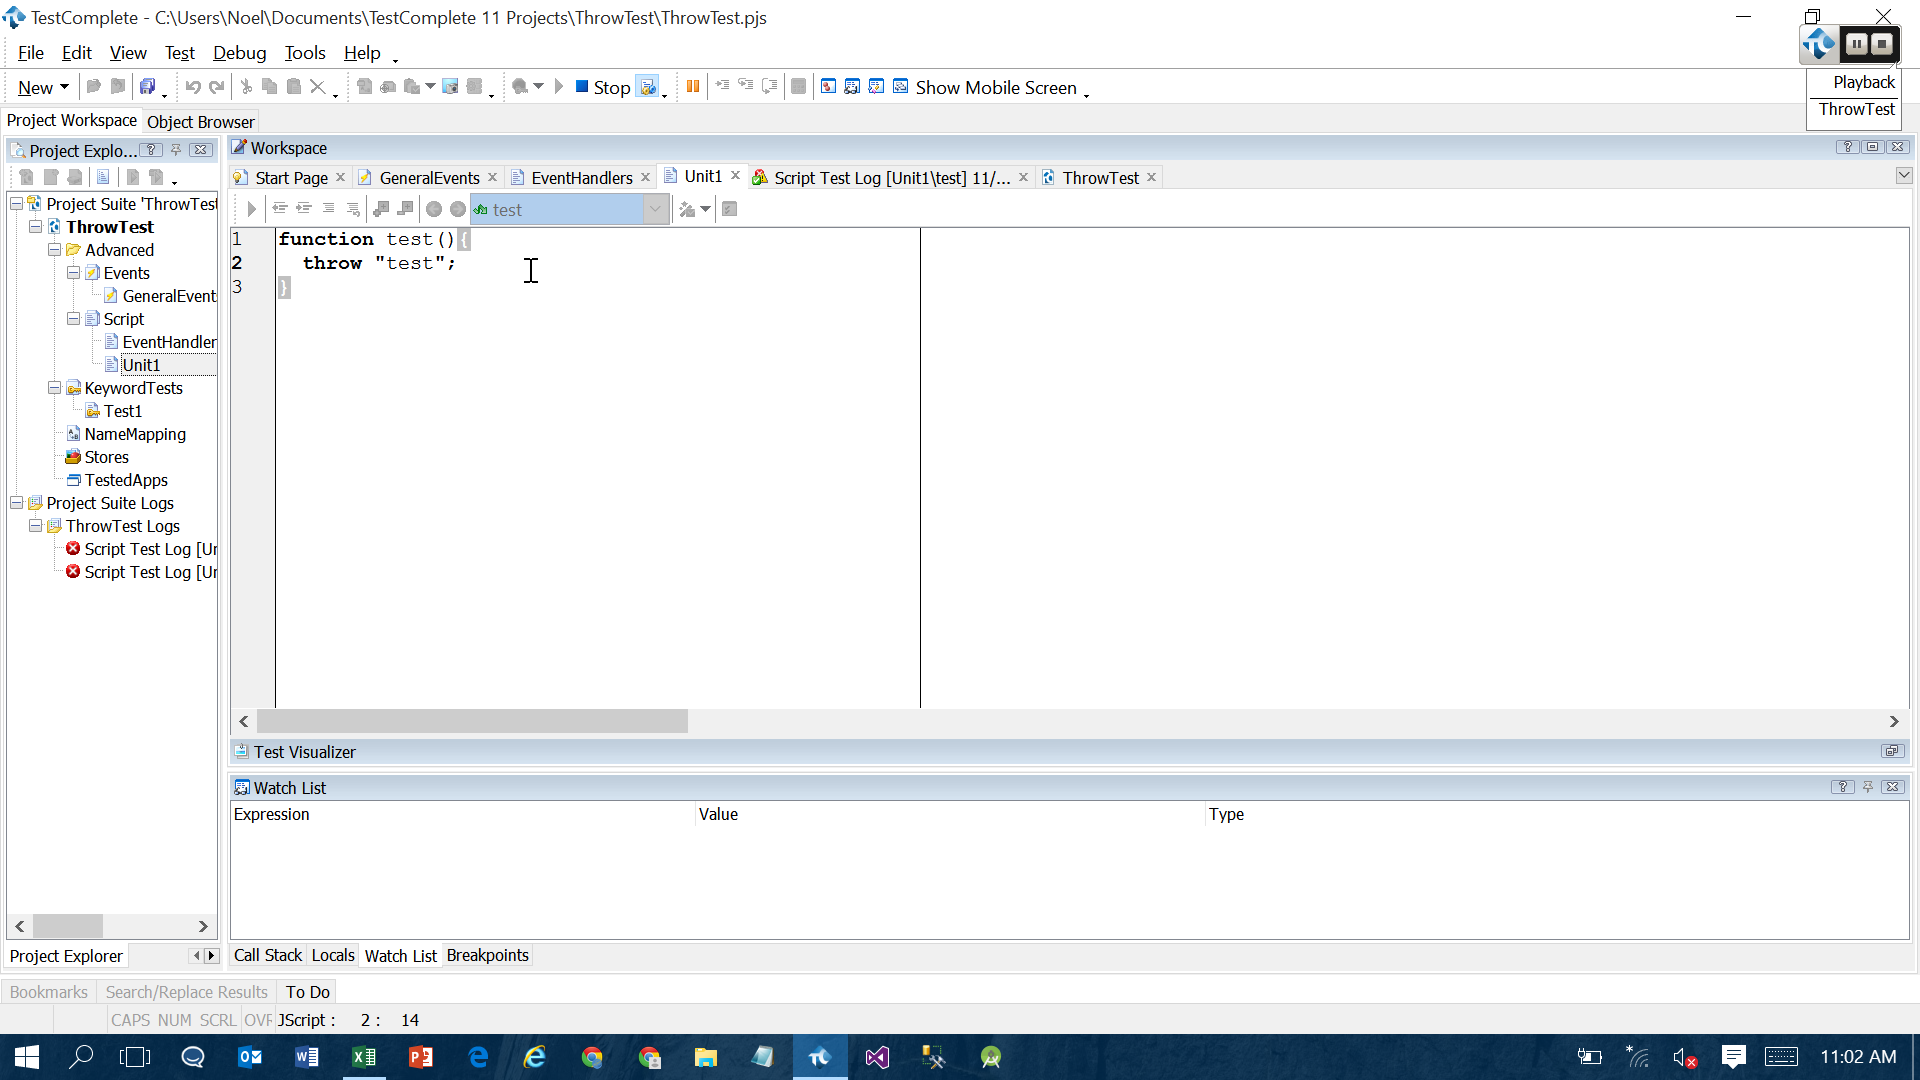 TestComplete - C:\Users\Noel\Documents\TestComplete 11 Projects\ThrowTest\ThrowTest.pjs
File Edit View Test Debug Tools Help
New Stop Show Mobile Screen
Playback
ThrowTest
Project Workspace Object Browser
Project Explo...
Workspace
Start Page GeneralEvents EventHandlers Unit1 Script Test Log [Unit1\test] 11/... ThrowTest
test
Project Suite 'ThrowTest
ThrowTest
Advanced
Events
GeneralEvent
Script
EventHandler
Unit1
KeywordTests
Test1
NameMapping
Stores
TestedApps
Project Suite Logs
ThrowTest Logs
Script Test Log [Ur
Script Test Log [Ur
1 function test(){
2 throw "test";
3 }
Test Visualizer
Watch List
Expression Value Type
Project Explorer
Call Stack Locals Watch List Breakpoints
Bookmarks Search/Replace Results To Do
CAPS NUM SCRL OVR JScript : 2 : 14
11:02 AM